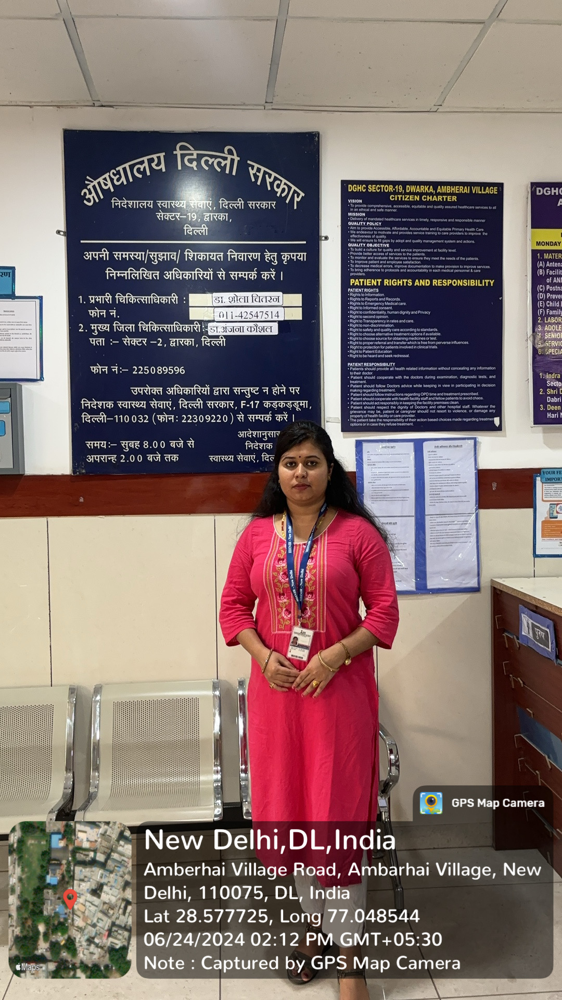 औषधालय दिल्ली सरकार
निदेशालय स्वास्थ्य सेवाएं, दिल्ली सरकार
सेक्टर–19, द्वारका,
दिल्ली
अपनी समस्या/सुझाव/ शिकायत निवारण हेतु कृपया
निम्नलिखित अधिकारियों से सम्पर्क करें ।
1. प्रभारी चिकित्साधिकारी : डा. शीला चितरन
फोन नं. 011-42547514
2. मुख्य जिला चिकित्साधिकारी: डा.अंजना कौशल
पता :– सेक्टर –2, द्वारका, दिल्ली
फोन नं:– 225089596
उपरोक्त अधिकारियों द्वारा सन्तुष्ट न होने पर
निदेशक स्वास्थ्य सेवाएं, दिल्ली सरकार, F-17 कड़कड़डूमा,
दिल्ली–110032 (फोन: 22309220) से सम्पर्क करें ।
आदेशानुसार
समय:– सुबह 8.00 बजे से
निदेशक
अपरान्ह 2.00 बजे तक
स्वास्थ्य सेवाएं,
DGHC SECTOR-19, DWARKA, AMBHERAI VILLAGE
CITIZEN CHARTER
VISION
• To provide comprehensive, accessible, equitable and quality assured healthcare services to all
in an ethical and safe manner.
MISSION
• Delivery of mandated healthcare services in timely, responsive and responsible manner
QUALITY POLICY
• Aim to provide Accessible, Affordable, Accountable and Equitable Primary Health Care
• We endeavour to motivate and provides service training to care providers to improve the
effectiveness of quality.
• We will ensure to fill gaps by adopt and quality management system and actions.
QUALITY OBJECTIVE
• To build a culture for quality and service improvement at facility level.
• Provide better access of services to the patients.
• To monitor and evaluate the services to ensure they meet the needs of the patients.
• To Improve patient and employee satisfaction.
• To decrease medical errors, improve documentation to make provision to improve services.
• To bring adherence to protocols and accountability in each medical personnel & care
providers.
PATIENT RIGHTS AND RESPONSIBILITY
PATIENT RIGHTS
• Rights to Information.
• Rights to Reports and Records.
• Rights to Emergency Medical care.
• Right to Informed consent.
• Right to confidentiality, human dignity and Privacy
• Right to second opinion.
• Right to Transparency in rates and care.
• Right to non-discrimination.
• Right to safety and quality care according to standards.
• Right to choose alternative treatment options if available.
• Right to choose source for obtaining medicines or test.
• Right to proper referral and transfer which is free from perverse influences.
• Right to protection for patients involved in clinical trials.
• Right to Patient Education
• Right to be heard and seek redressal.
PATIENT RESPONSIBILITY
• Patients should provide all health related information without concealing any information
to their doctor.
• Patient should cooperate with the doctors during examination, diagnostic tests, and
treatment.
• Patient should follow Doctors advice while keeping in view in participating in decision
making regarding treatment.
• Patient should follow instructions regarding OPD time and treatment prescribed.
• Patient should cooperate with health facility staff and fellow patients to avoid chaos.
• Patient should act responsibly in keeping the facility premises clean.
• Patient should respect the dignity of Doctors and other hospital staff. Whatever the
grievance may be, patient or caregiver should not resort to violence, or damage any
property of health facility or care provider.
• The patient take the responsibility of their action based choices made regarding treatment
options or in case they refuse treatment.
DGHC
MONDAY
1. MATER
(A) Antena
(B) Facilit
of AN
(C) Postna
(D) Preve
(E) Child
(F) Family
2. LABOR
3. ADOLE
4. SENIOR
5. SERVIC
6. SPECIA
1. Indra
Secto
2. Shri D
Dabri
3. Deen
Hari N
YOUR FE
IMPORT
IIHMR - New Delhi
IIHMR - New Delhi
पुरुष
GPS Map Camera
New Delhi,DL,India
Amberhai Village Road, Ambarhai Village, New
Delhi, 110075, DL, India
Lat 28.577725, Long 77.048544
06/24/2024 02:12 PM GMT+05:30
Note : Captured by GPS Map Camera
Maps